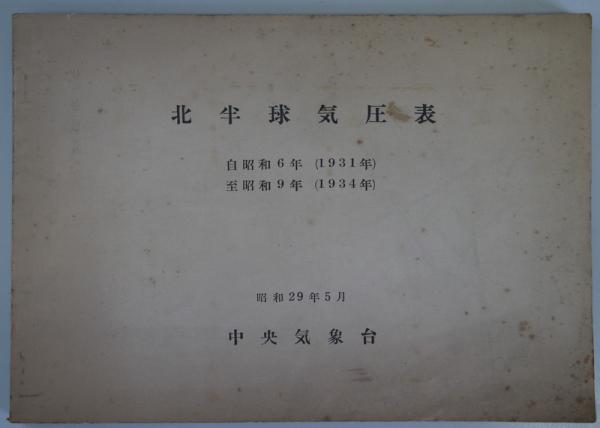 北半球気圧表
自昭和6年 (1931年)
至昭和9年 (1934年)
昭和29年5月
中央気象台